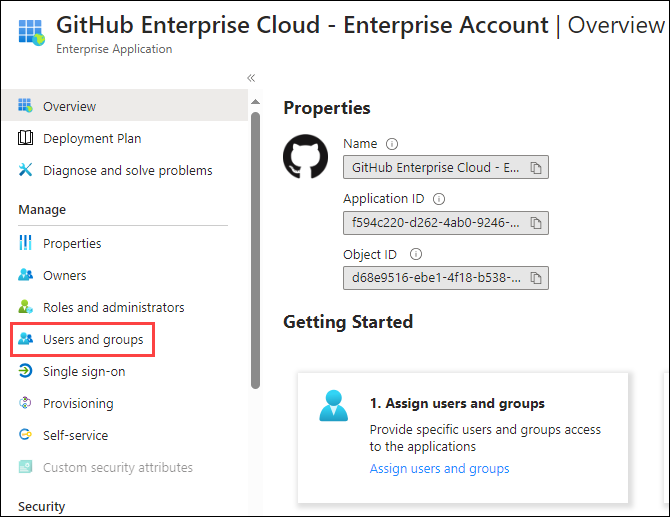 GitHub Enterprise Cloud - Enterprise Account | Overview
Enterprise Application
«
Overview
Deployment Plan
Diagnose and solve problems
Manage
Properties
Owners
Roles and administrators
Users and groups
Single sign-on
Provisioning
Self-service
Custom security attributes
Security
Properties
Name
GitHub Enterprise Cloud - E...
Application ID
f594c220-d262-4ab0-9246-...
Object ID
d68e9516-ebe1-4f18-b538-...
Getting Started
1. Assign users and groups
Provide specific users and groups access
to the applications
Assign users and groups